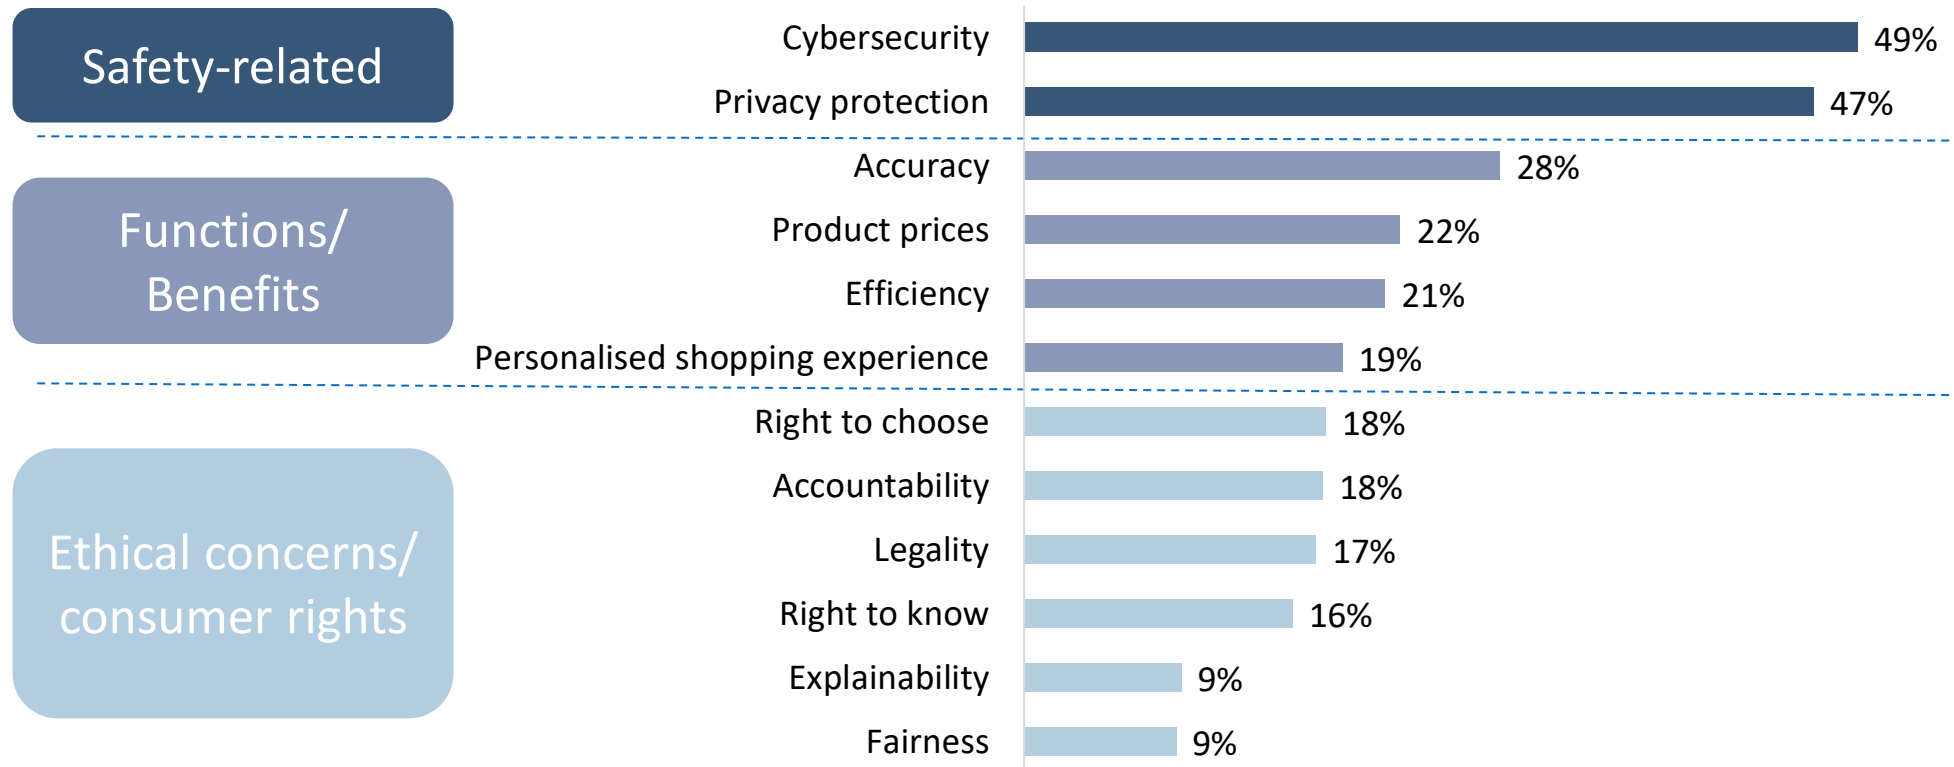 Safety-related
Cybersecurity 49%
Privacy protection 47%
Functions/
Benefits
Accuracy 28%
Product prices 22%
Efficiency 21%
Personalised shopping experience 19%
Ethical concerns/
consumer rights
Right to choose 18%
Accountability 18%
Legality 17%
Right to know 16%
Explainability 9%
Fairness 9%